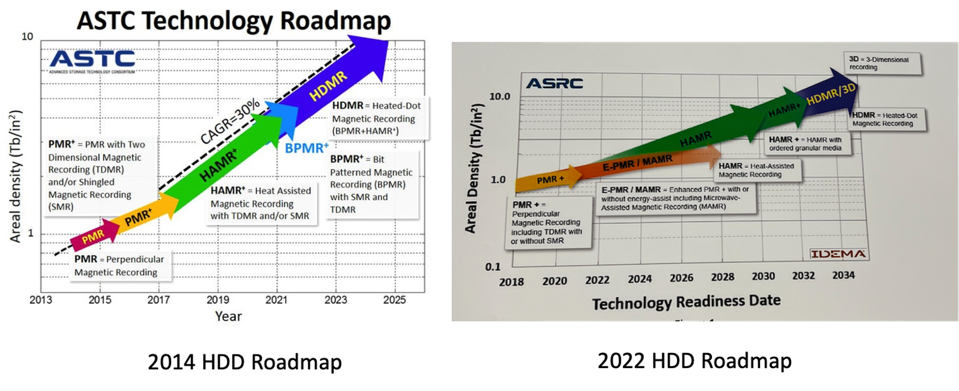 ASTC Technology Roadmap
ASTC
ADVANCED STORAGE TECHNOLOGY CONSORTIUM
10
1
Areal density (Tb/in²)
CAGR=30%
PMR
PMR⁺
HAMR⁺
BPMR⁺
HDMR
PMR⁺ = PMR with Two
Dimensional Magnetic
Recording (TDMR)
and/or Shingled
Magnetic Recording
(SMR)
PMR = Perpendicular
Magnetic Recording
HAMR⁺ = Heat Assisted
Magnetic Recording
with TDMR and/or SMR
HDMR = Heated-Dot
Magnetic Recording
(BPMR+HAMR⁺)
BPMR⁺ = Bit
Patterned Magnetic
Recording (BPMR)
with SMR and
TDMR
2013 2015 2017 2019 2021 2023 2025
Year
2014 HDD Roadmap
ASRC
10.0
1.0
0.1
Areal Density (Tb/in²)
PMR +
E-PMR / MAMR
HAMR
HAMR+
HDMR/3D
3D = 3-Dimensional
recording
HDMR = Heated-Dot
Magnetic Recording
HAMR + = HAMR with
ordered granular media
HAMR = Heat-Assisted
Magnetic Recording
E-PMR / MAMR = Enhanced PMR + with or
without energy-assist including Microwave-
Assisted Magnetic Recording (MAMR)
PMR + =
Perpendicular
Magnetic Recording
including TDMR with
or without SMR
IDEMA
2018 2021 2022 2024 2026 2028 2030 2032 2034
Technology Readiness Date
2022 HDD Roadmap